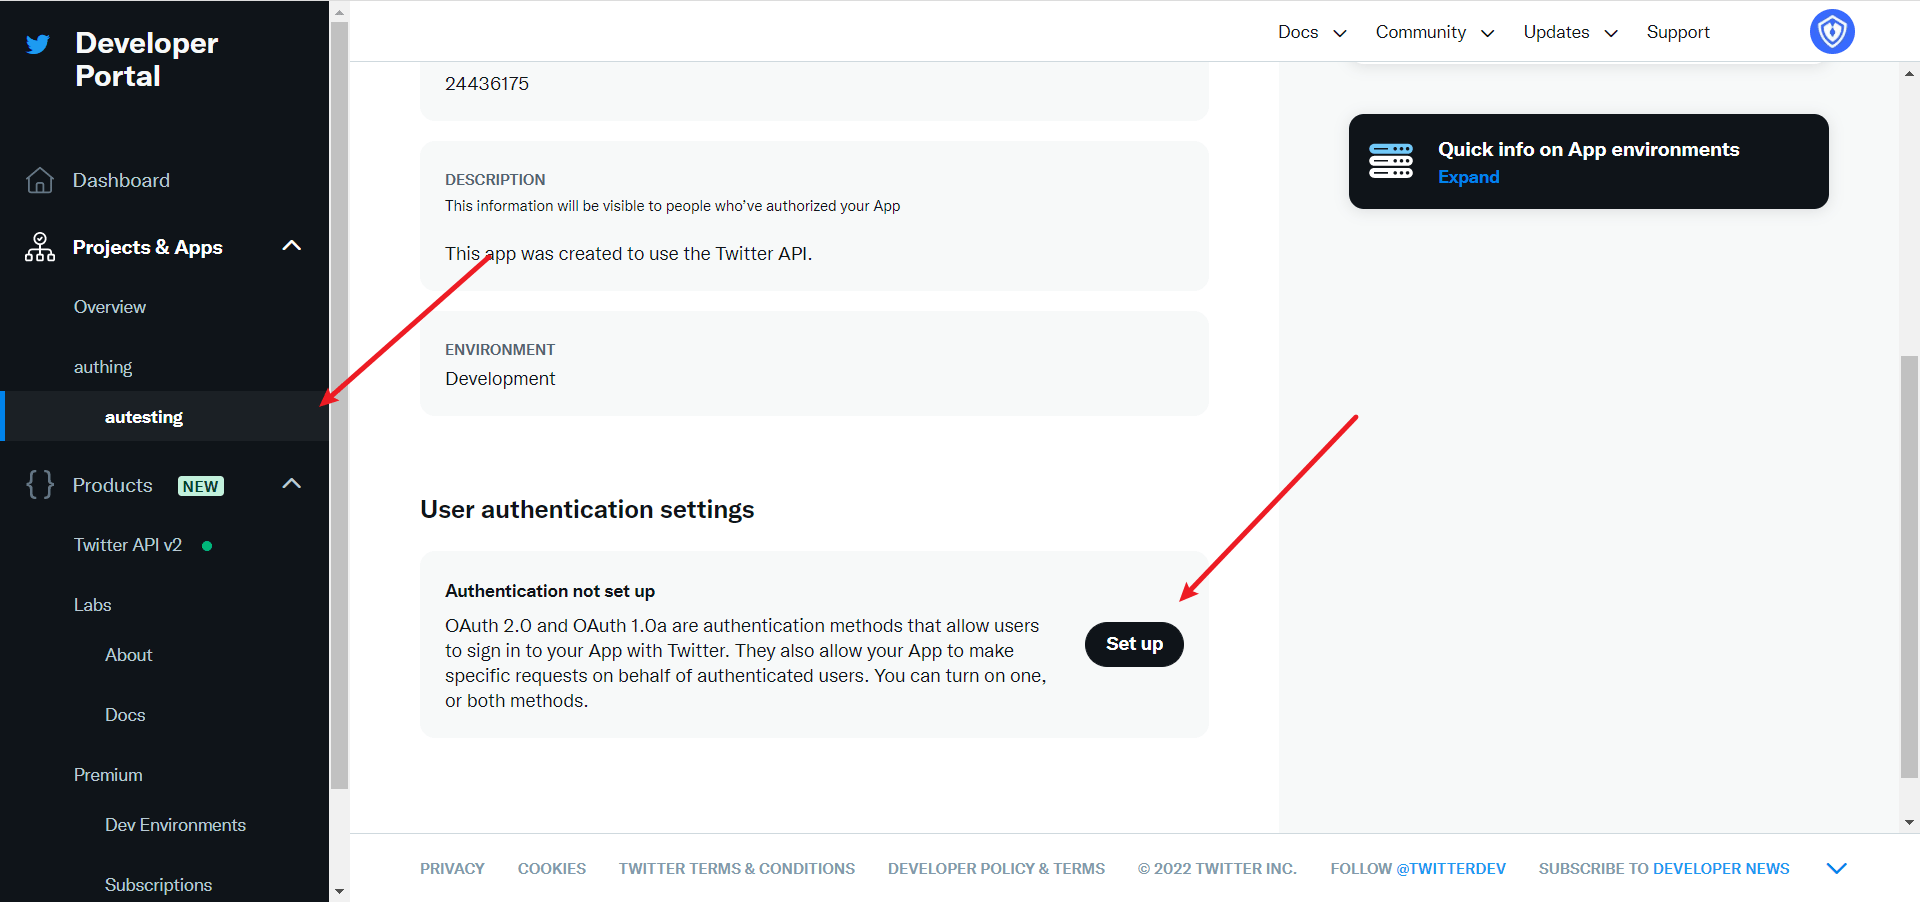 Developer
Portal
Dashboard
Projects & Apps
Overview
authing
autesting
Products NEW
Twitter API v2
Labs
About
Docs
Premium
Dev Environments
Subscriptions
Docs Community Updates Support
24436175
DESCRIPTION
This information will be visible to people who've authorized your App
This app was created to use the Twitter API.
ENVIRONMENT
Development
User authentication settings
Authentication not set up
OAuth 2.0 and OAuth 1.0a are authentication methods that allow users
to sign in to your App with Twitter. They also allow your App to make
specific requests on behalf of authenticated users. You can turn on one,
or both methods.
Set up
Quick info on App environments
Expand
PRIVACY COOKIES TWITTER TERMS & CONDITIONS DEVELOPER POLICY & TERMS © 2022 TWITTER INC. FOLLOW @TWITTERDEV SUBSCRIBE TO DEVELOPER NEWS